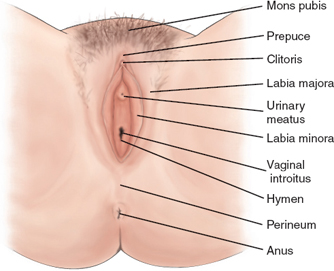 Mons pubis
Prepuce
Clitoris
Labia majora
Urinary
meatus
Labia minora
Vaginal
introitus
Hymen
Perineum
Anus